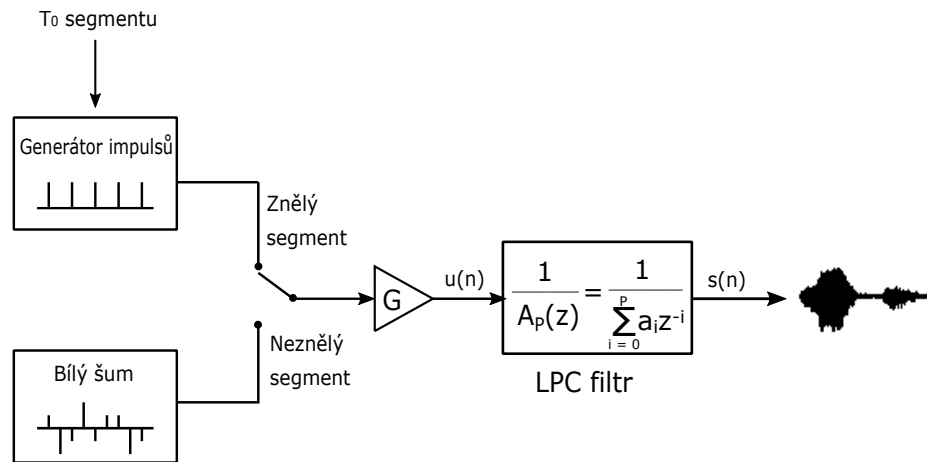 T₀ segmentu
Generátor impulsů
Znělý
segment
G
u(n)
1
A_P(z)
=
1
P
∑ a_i z^-i
i = 0
s(n)
LPC filtr
Neznělý
segment
Bílý šum